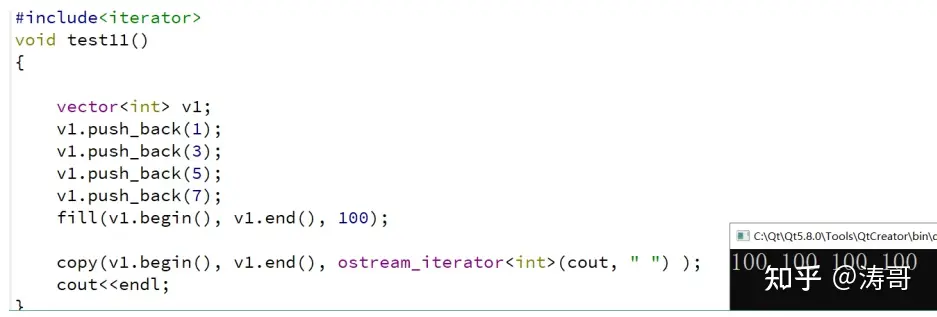 #include<iterator>
void test11()
{
vector<int> v1;
v1.push_back(1);
v1.push_back(3);
v1.push_back(5);
v1.push_back(7);
fill(v1.begin(), v1.end(), 100);
copy(v1.begin(), v1.end(), ostream_iterator<int>(cout, " ") );
cout<<endl;
}
C:\Qt\Qt5.8.0\Tools\QtCreator\bin\
100 100 100 100
知乎 @涛哥